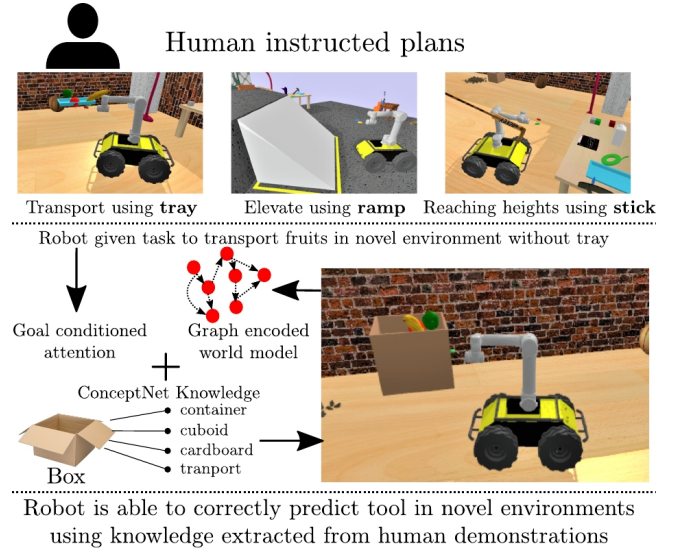 Human instructed plans
Transport using tray
Elevate using ramp
Reaching heights using stick
Robot given task to transport fruits in novel environment without tray
Goal conditioned
attention
Graph encoded
world model
ConceptNet Knowledge
container
cuboid
cardboard
tranport
Box
Robot is able to correctly predict tool in novel environments
using knowledge extracted from human demonstrations